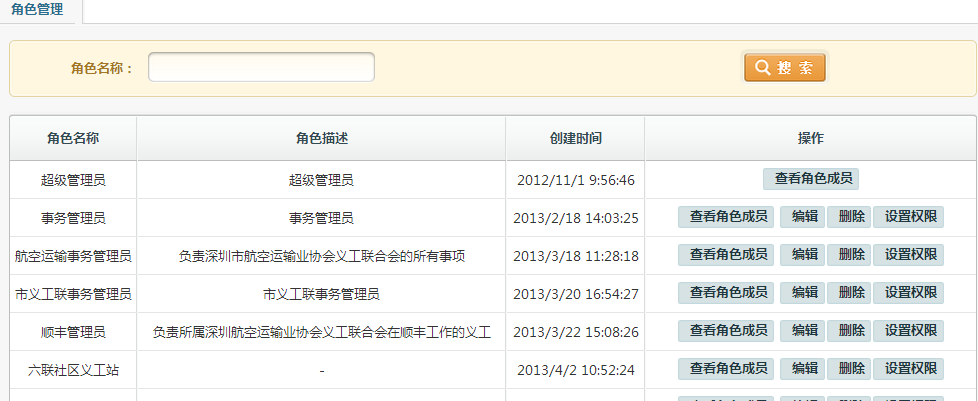 角色管理
角色名称：
搜 索
角色名称 角色描述 创建时间 操作
超级管理员 超级管理员 2012/11/1 9:56:46 查看角色成员
事务管理员 事务管理员 2013/2/18 14:03:25 查看角色成员 编辑 删除 设置权限
航空运输事务管理员 负责深圳市航空运输业协会义工联合会的所有事项 2013/3/18 11:28:18 查看角色成员 编辑 删除 设置权限
市义工联事务管理员 市义工联事务管理员 2013/3/20 16:54:27 查看角色成员 编辑 删除 设置权限
顺丰管理员 负责所属深圳航空运输业协会义工联合会在顺丰工作的义工 2013/3/22 15:08:26 查看角色成员 编辑 删除 设置权限
六联社区义工站 - 2013/4/2 10:52:24 查看角色成员 编辑 删除 设置权限